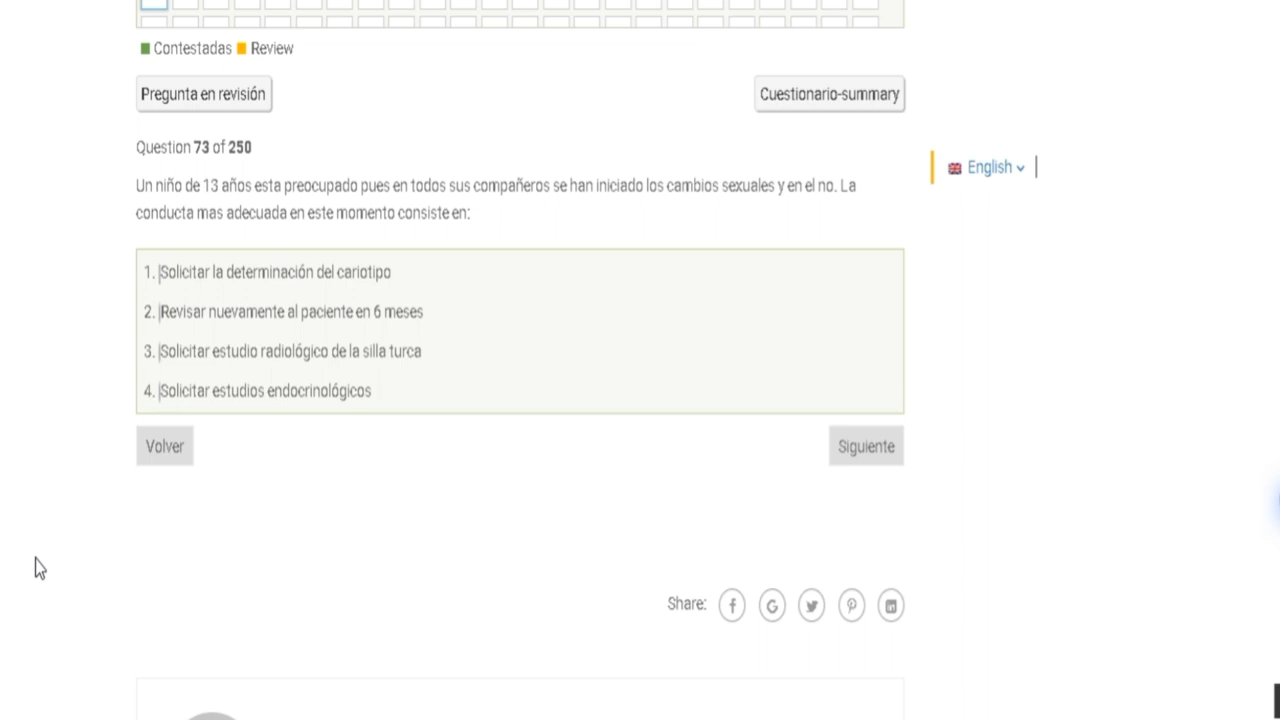 Contestadas Review
Pregunta en revisión
Cuestionario-summary
Question 73 of 250
English
Un niño de 13 años esta preocupado pues en todos sus compañeros se han iniciado los cambios sexuales y en el no. La
conducta mas adecuada en este momento consiste en:
1. Solicitar la determinación del cariotipo
2. Revisar nuevamente al paciente en 6 meses
3. Solicitar estudio radiológico de la silla turca
4. Solicitar estudios endocrinológicos
Volver
Siguiente
Share: